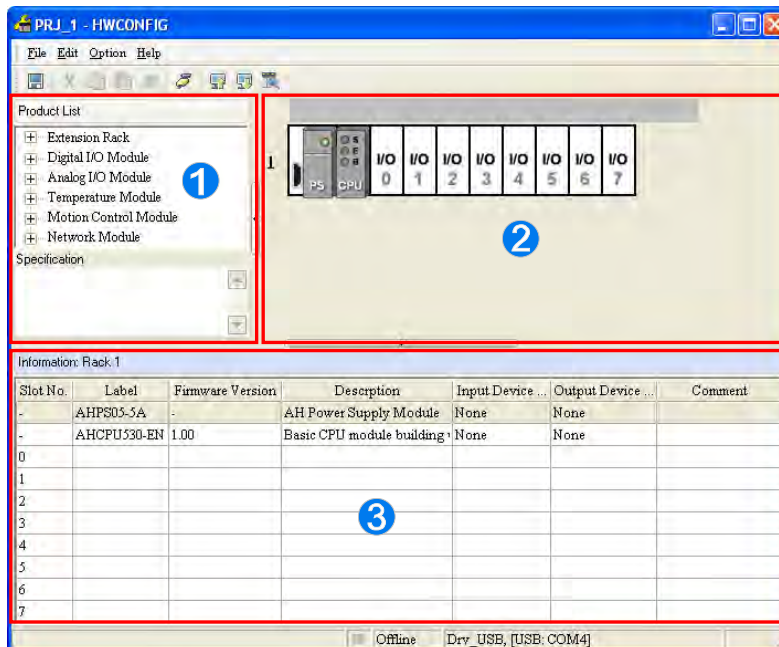 PRJ_1 - HWCONFIG
File Edit Option Help
Product List
Extension Rack
Digital I/O Module
Analog I/O Module
Temperature Module
Motion Control Module
Network Module
Specification
1
1
PS CPU S E B I/O 0 I/O 1 I/O 2 I/O 3 I/O 4 I/O 5 I/O 6 I/O 7
2
Information: Rack 1
Slot No. Label Firmware Version Descrption Input Device ... Output Device ... Comment
- AHPS05-5A - AH Power Supply Module None None
- AHCPU530-EN 1.00 Basic CPU module building None None
0
1
2
3
3
4
5
6
7
Offline Drv_USB, [USB: COM4]